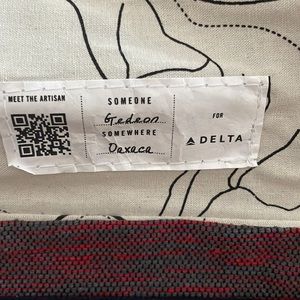 MEET THE ARTISAN
SOMEONE
Gedeon
SOMEWHERE
Oaxaca
FOR
DELTA